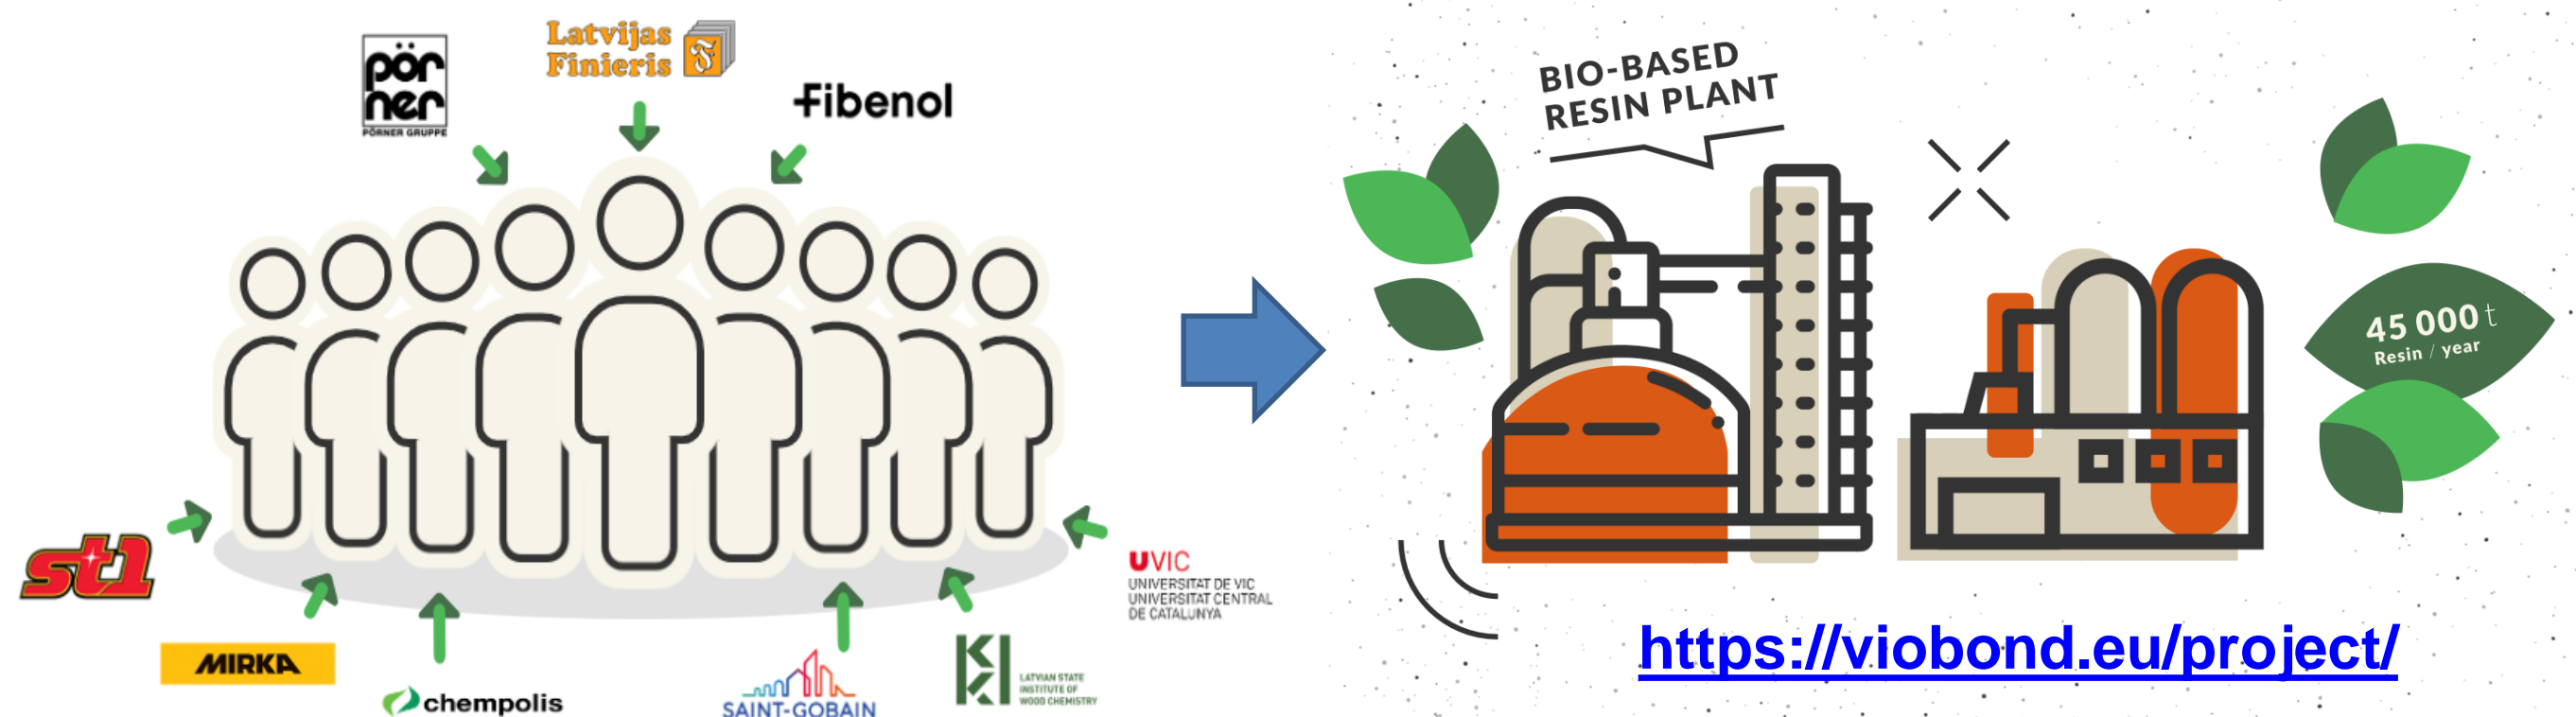 pör
ner
PÖRNER GRUPPE
Latvijas
Finieris
F
Fibenol
st1
MIRKA
chempolis
SAINT-GOBAIN
KKI
LATVIAN STATE
INSTITUTE OF
WOOD CHEMISTRY
UVIC
UNIVERSITAT DE VIC
UNIVERSITAT CENTRAL
DE CATALUNYA
BIO-BASED
RESIN PLANT
45 000 t
Resin / year
https://viobond.eu/project/